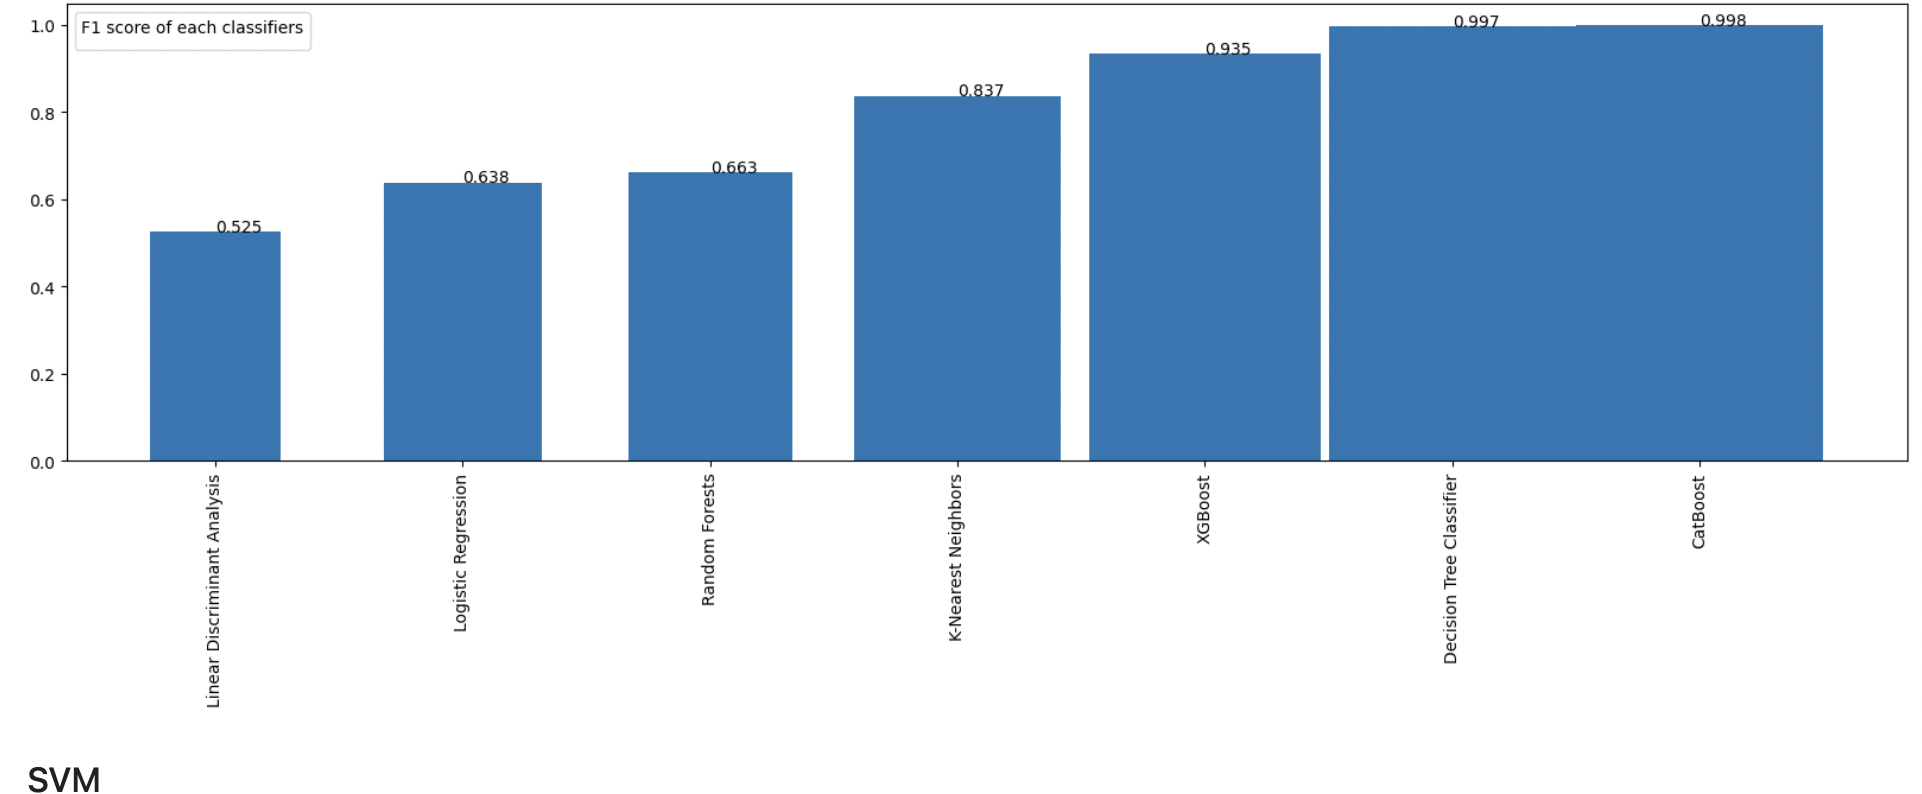 F1 score of each classifiers
1.0
0.8
0.6
0.4
0.2
0.0
0.525
0.638
0.663
0.837
0.935
0.997
0.998
Linear Discriminant Analysis
Logistic Regression
Random Forests
K-Nearest Neighbors
XGBoost
Decision Tree Classifier
CatBoost
SVM